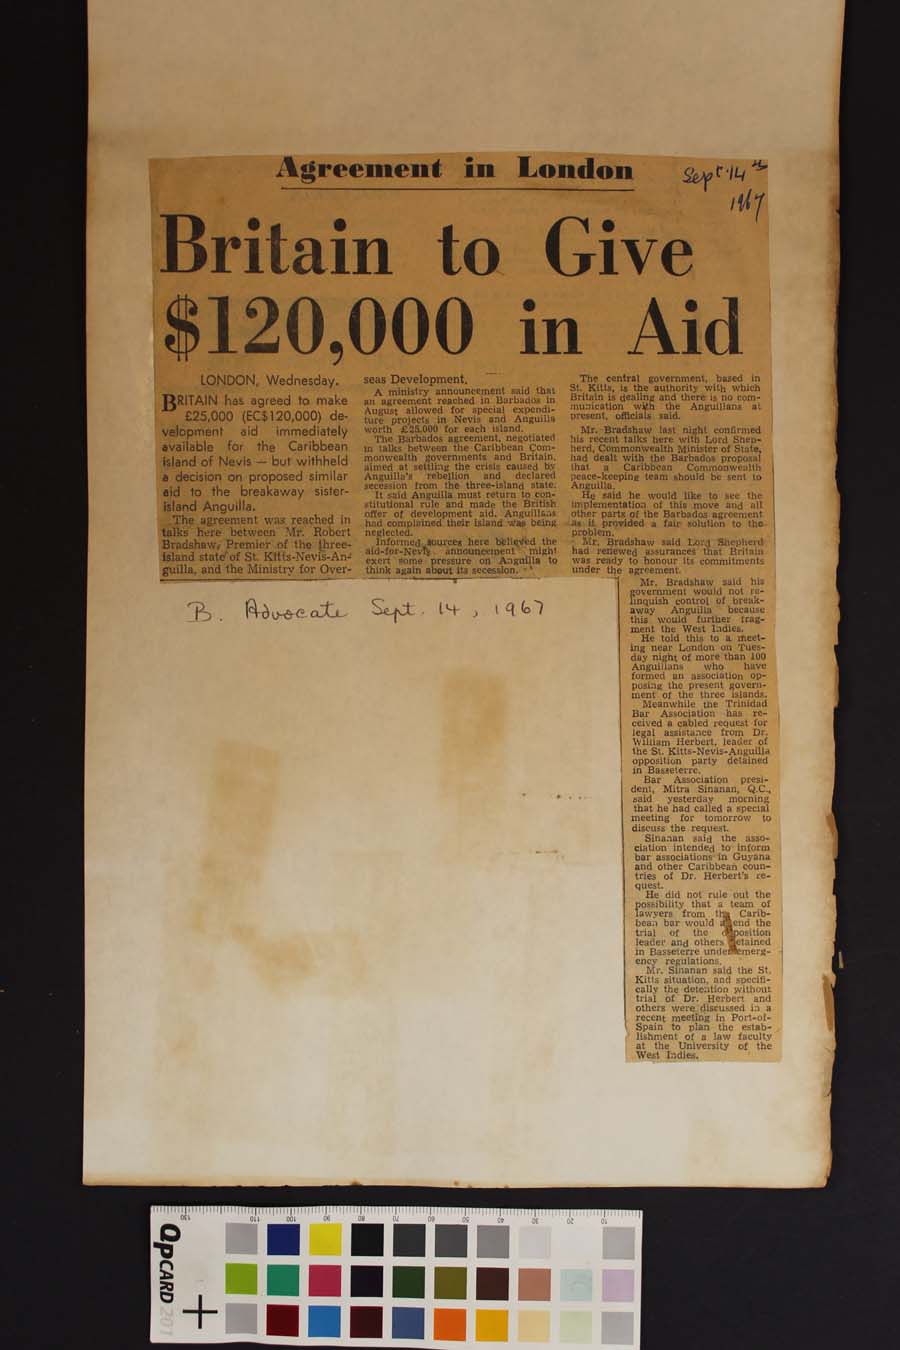 Agreement in London
Sept. 14th
1967
Britain to Give
$120,000 in Aid
LONDON, Wednesday.
BRITAIN has agreed to make
£25,000 (EC$120,000) de-
velopment aid immediately
available for the Caribbean
island of Nevis — but withheld
a decision on proposed similar
aid to the breakaway sister-
island Anguilla.
The agreement was reached in
talks here between Mr. Robert
Bradshaw, Premier of the three-
island state of St. Kitts-Nevis-An-
guilla, and the Ministry for Over-
seas Development.
A ministry announcement said that
an agreement reached in Barbados in
August allowed for special expendi-
ture projects in Nevis and Anguilla
worth £25,000 for each island.
The Barbados agreement, negotiated
in talks between the Caribbean Com-
monwealth governments and Britain,
aimed at settling the crisis caused by
Anguilla's rebellion and declared
secession from the three-island state.
It said Anguilla must return to con-
stitutional rule and made the British
offer of development aid. Anguillans
had complained their island was being
neglected.
Informed sources here believed the
aid-for-Nevis announcement might
exert some pressure on Anguilla to
think again about its secession.
The central government, based in
St. Kitts, is the authority with which
Britain is dealing and there is no com-
munication with the Anguillans at
present, officials said.
Mr. Bradshaw last night confirmed
his recent talks here with Lord Shep-
herd, Commonwealth Minister of State,
had dealt with the Barbados proposal
that a Caribbean Commonwealth
peace-keeping team should be sent to
Anguilla.
He said he would like to see the
implementation of this move and all
other parts of the Barbados agreement
as it provided a fair solution to the
problem.
Mr. Bradshaw said Lord Shepherd
had renewed assurances that Britain
was ready to honour its commitments
under the agreement.
Mr. Bradshaw said his
government would not re-
linquish control of break-
away Anguilla because
this would further frag-
ment the West Indies.
He told this to a meet-
ing near London on Tues-
day night of more than 100
Anguillans who have
formed an association op-
posing the present govern-
ment of the three islands.
Meanwhile the Trinidad
Bar Association has re-
ceived a cabled request for
legal assistance from Dr.
William Herbert, leader of
the St. Kitts-Nevis-Anguilla
opposition party detained
in Basseterre.
Bar Association presi-
dent, Mitra Sinanan, Q.C.,
said yesterday morning
that he had called a special
meeting for tomorrow to
discuss the request.
Sinanan said the asso-
ciation intended to inform
bar associations in Guyana
and other Caribbean coun-
tries of Dr. Herbert's re-
quest.
He did not rule out the
possibility that a team of
lawyers from the Carib-
bean bar would attend the
trial of the opposition
leader and others detained
in Basseterre under emerg-
ency regulations.
Mr. Sinanan said the St.
Kitts situation, and specifi-
cally the detention without
trial of Dr. Herbert and
others were discussed in a
recent meeting in Port-of-
Spain to plan the estab-
lishment of a law faculty
at the University of the
West Indies.
B. Advocate Sept. 14, 1967
130 110 100 90 80 70 60 50 40 30 20 10
QPCARD 201